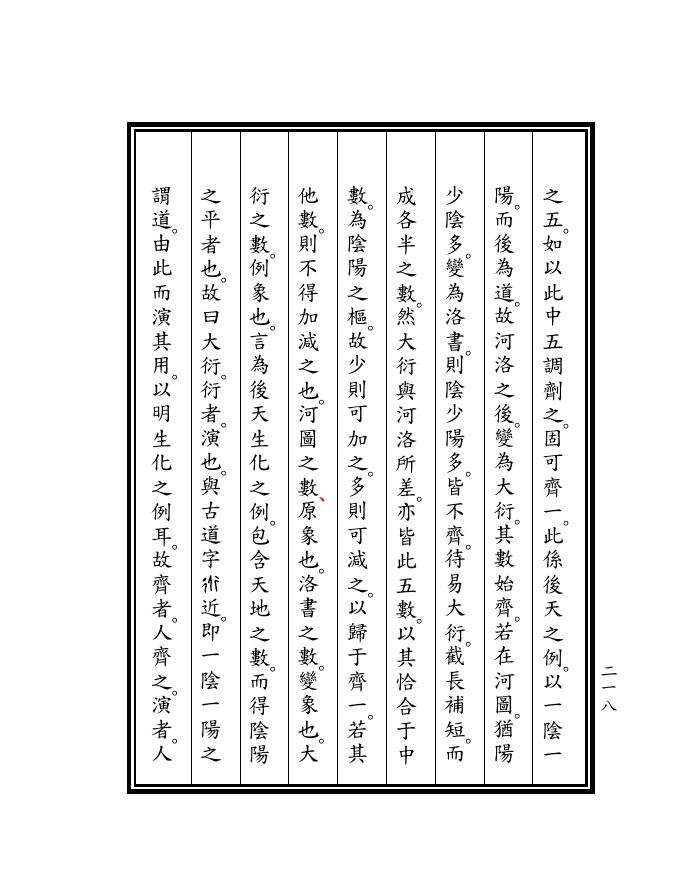 之五。如以此中五調劑之。固可齊一。此係後天之例。以一陰一
陽。而後為道。故河洛之後。變為大衍。其數始齊。若在河圖。猶陽
少陰多。變為洛書。則陰少陽多。皆不齊。待易大衍。截長補短。而
成各半之數。然大衍與河洛所差。亦皆此五數。以其恰合于中
數。為陰陽之樞。故少則可加之。多則可減之。以歸于齊一。若其
他數。則不得加減之也。河圖之數、原象也。洛書之數。變象也。大
衍之數。例象也。言為後天生化之例。包含天地之數。而得陰陽
之平者也。故曰大衍。衍者。演也。與古道字𧗟近。即一陰一陽之
謂道。由此而演其用。以明生化之例耳。故齊者。人齊之。演者。人
二一八